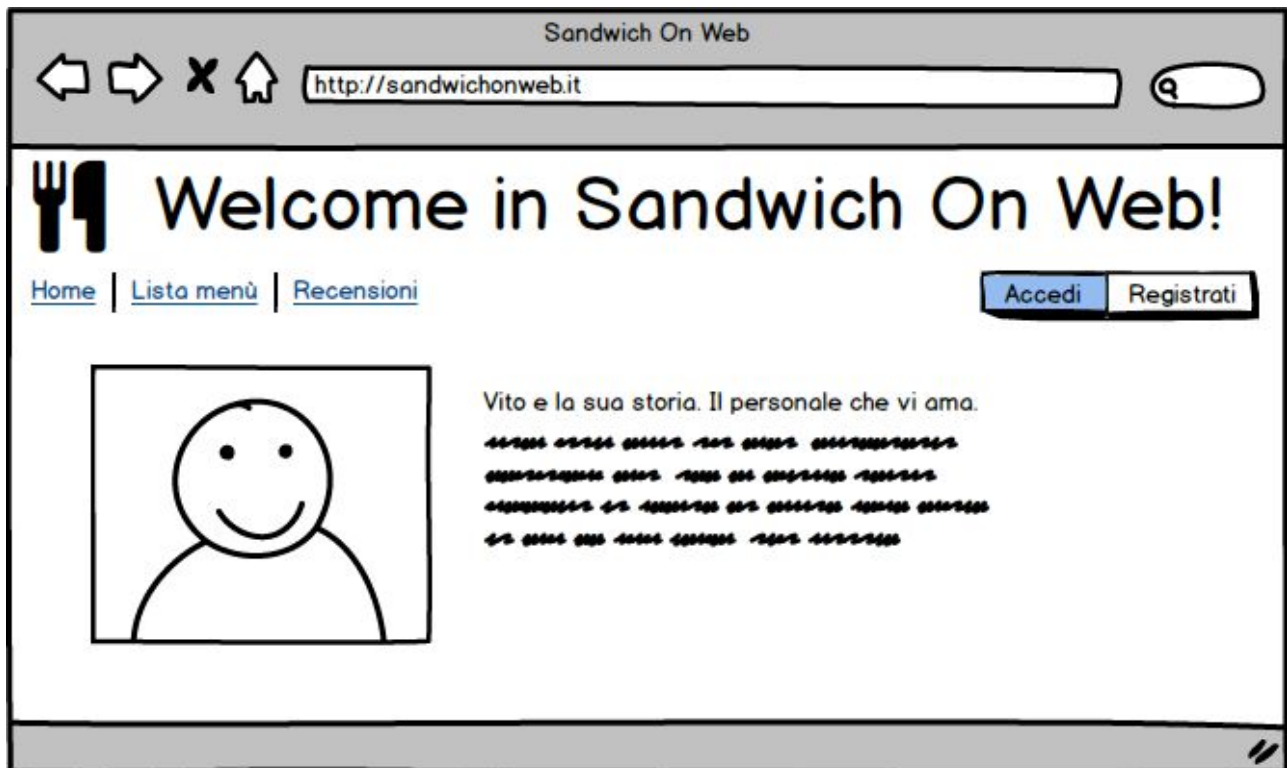 Sandwich On Web
http://sandwichonweb.it
Welcome in Sandwich On Web!
Home Lista menù Recensioni
Accedi Registrati
Vito e la sua storia. Il personale che vi ama.